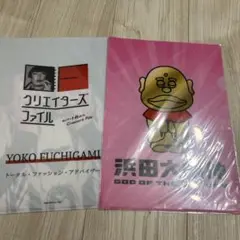 クリエイターズ
ファイル
YOKO FUCHIGAMI
トータル・ファッション・アドバイザー
浜田大
GOD OF THE